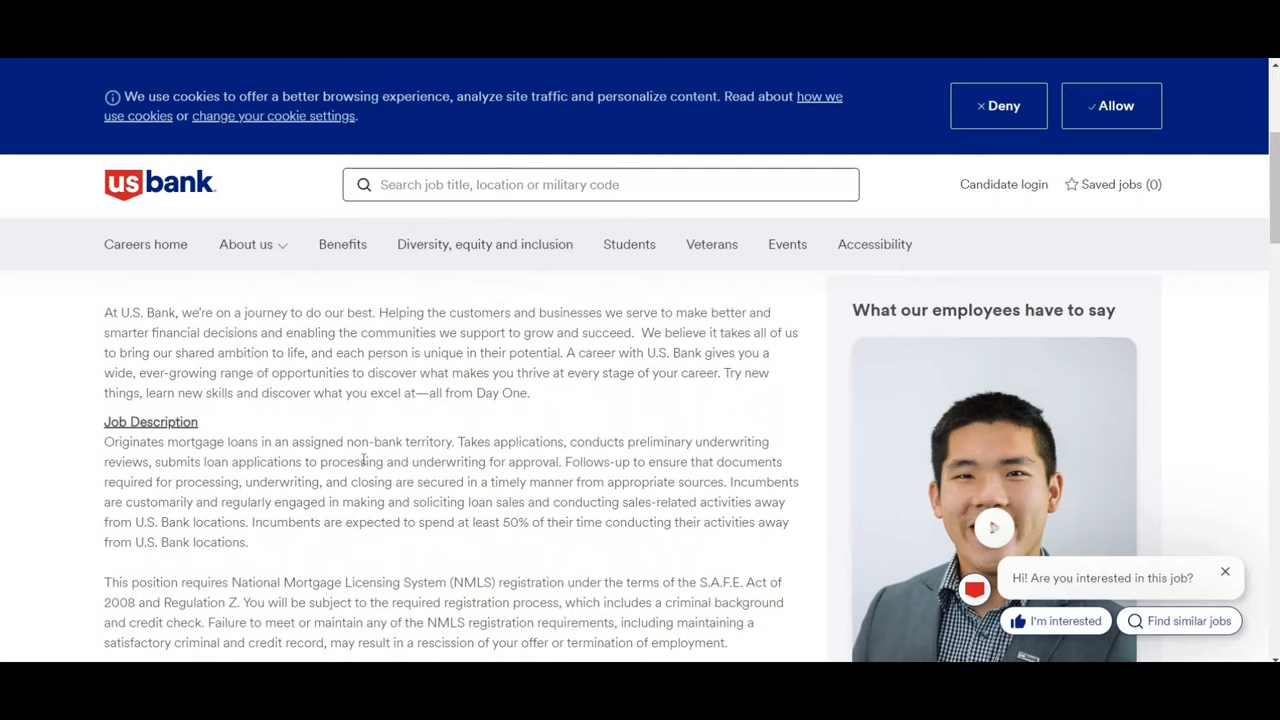 We use cookies to offer a better browsing experience, analyze site traffic and personalize content. Read about how we
use cookies or change your cookie settings.
Deny
Allow
usbank
Search job title, location or military code
Candidate login
Saved jobs (0)
Careers home
About us
Benefits
Diversity, equity and inclusion
Students
Veterans
Events
Accessibility
At U.S. Bank, we're on a journey to do our best. Helping the customers and businesses we serve to make better and
smarter financial decisions and enabling the communities we support to grow and succeed. We believe it takes all of us
to bring our shared ambition to life, and each person is unique in their potential. A career with U.S. Bank gives you a
wide, ever-growing range of opportunities to discover what makes you thrive at every stage of your career. Try new
things, learn new skills and discover what you excel at—all from Day One.
Job Description
Originates mortgage loans in an assigned non-bank territory. Takes applications, conducts preliminary underwriting
reviews, submits loan applications to processing and underwriting for approval. Follows-up to ensure that documents
required for processing, underwriting, and closing are secured in a timely manner from appropriate sources. Incumbents
are customarily and regularly engaged in making and soliciting loan sales and conducting sales-related activities away
from U.S. Bank locations. Incumbents are expected to spend at least 50% of their time conducting their activities away
from U.S. Bank locations.
This position requires National Mortgage Licensing System (NMLS) registration under the terms of the S.A.F.E. Act of
2008 and Regulation Z. You will be subject to the required registration process, which includes a criminal background
and credit check. Failure to meet or maintain any of the NMLS registration requirements, including maintaining a
satisfactory criminal and credit record, may result in a rescission of your offer or termination of employment.
What our employees have to say
Hi! Are you interested in this job?
I'm interested
Find similar jobs